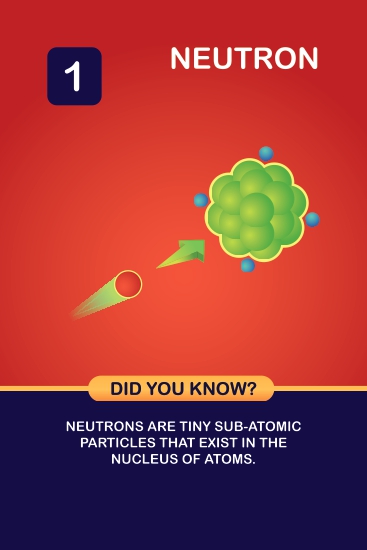 1
NEUTRON
DID YOU KNOW?
NEUTRONS ARE TINY SUB-ATOMIC
PARTICLES THAT EXIST IN THE
NUCLEUS OF ATOMS.